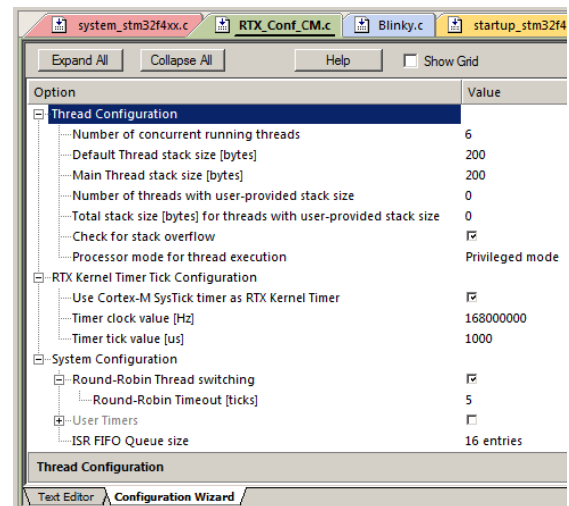 system_stm32f4xx.c RTX_Conf_CM.c Blinky.c startup_stm32f4
Expand All Collapse All Help Show Grid
Option Value
Thread Configuration
Number of concurrent running threads 6
Default Thread stack size [bytes] 200
Main Thread stack size [bytes] 200
Number of threads with user-provided stack size 0
Total stack size [bytes] for threads with user-provided stack size 0
Check for stack overflow
Processor mode for thread execution Privileged mode
RTX Kernel Timer Tick Configuration
Use Cortex-M SysTick timer as RTX Kernel Timer
Timer clock value [Hz] 168000000
Timer tick value [us] 1000
System Configuration
Round-Robin Thread switching
Round-Robin Timeout [ticks] 5
User Timers
ISR FIFO Queue size 16 entries
Thread Configuration
Text Editor Configuration Wizard